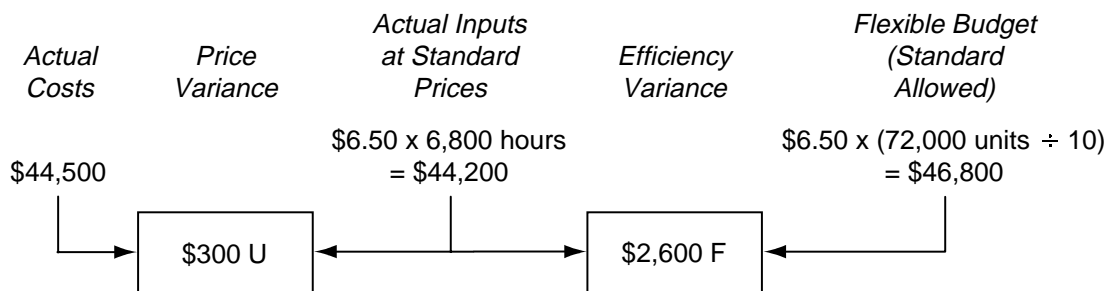 Actual Costs
Price Variance
Actual Inputs at Standard Prices
Efficiency Variance
Flexible Budget (Standard Allowed)
$44,500
$6.50 x 6,800 hours
= $44,200
$6.50 x (72,000 units ÷ 10)
= $46,800
$300 U
$2,600 F